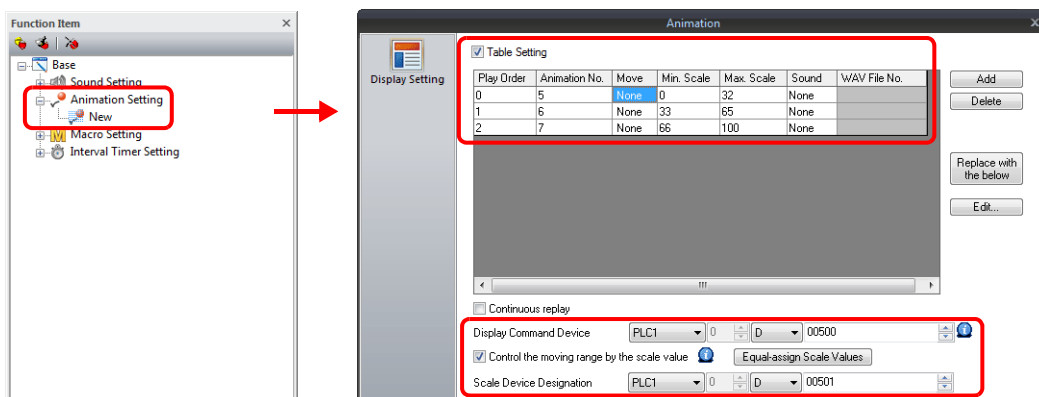 Function Item
Base
Sound Setting
Animation Setting
New
Macro Setting
Interval Timer Setting
Animation
Display Setting
Table Setting
Play Order Animation No. Move Min. Scale Max. Scale Sound WAV File No.
0 5 None 0 32 None
1 6 None 33 65 None
2 7 None 66 100 None
Add
Delete
Replace with
the below
Edit...
Continuous replay
Display Command Device PLC1 0 D 00500
Control the moving range by the scale value Equal-assign Scale Values
Scale Device Designation PLC1 0 D 00501